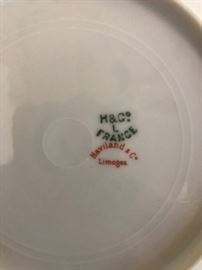 H&Cº
L
FRANCE
Haviland & Cº
Limoges